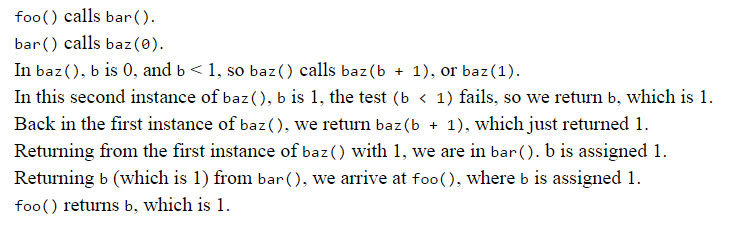 foo() calls bar().
bar() calls baz(0).
In baz(), b is 0, and b < 1, so baz() calls baz(b + 1), or baz(1).
In this second instance of baz(), b is 1, the test (b < 1) fails, so we return b, which is 1.
Back in the first instance of baz(), we return baz(b + 1), which just returned 1.
Returning from the first instance of baz() with 1, we are in bar(). b is assigned 1.
Returning b (which is 1) from bar(), we arrive at foo(), where b is assigned 1.
foo() returns b, which is 1.